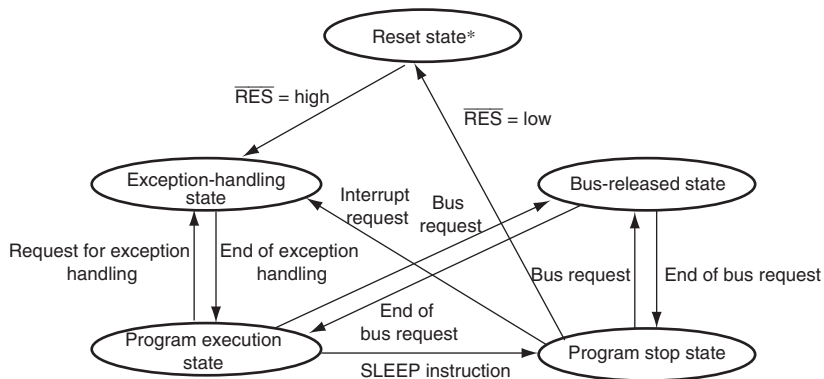 Reset state*
R̅E̅S̅ = high
R̅E̅S̅ = low
Exception-handling
state
Interrupt
request
Bus
request
Bus-released state
Request for exception
handling
End of exception
handling
Bus request
End of bus request
End of
bus request
Program execution
state
SLEEP instruction
Program stop state